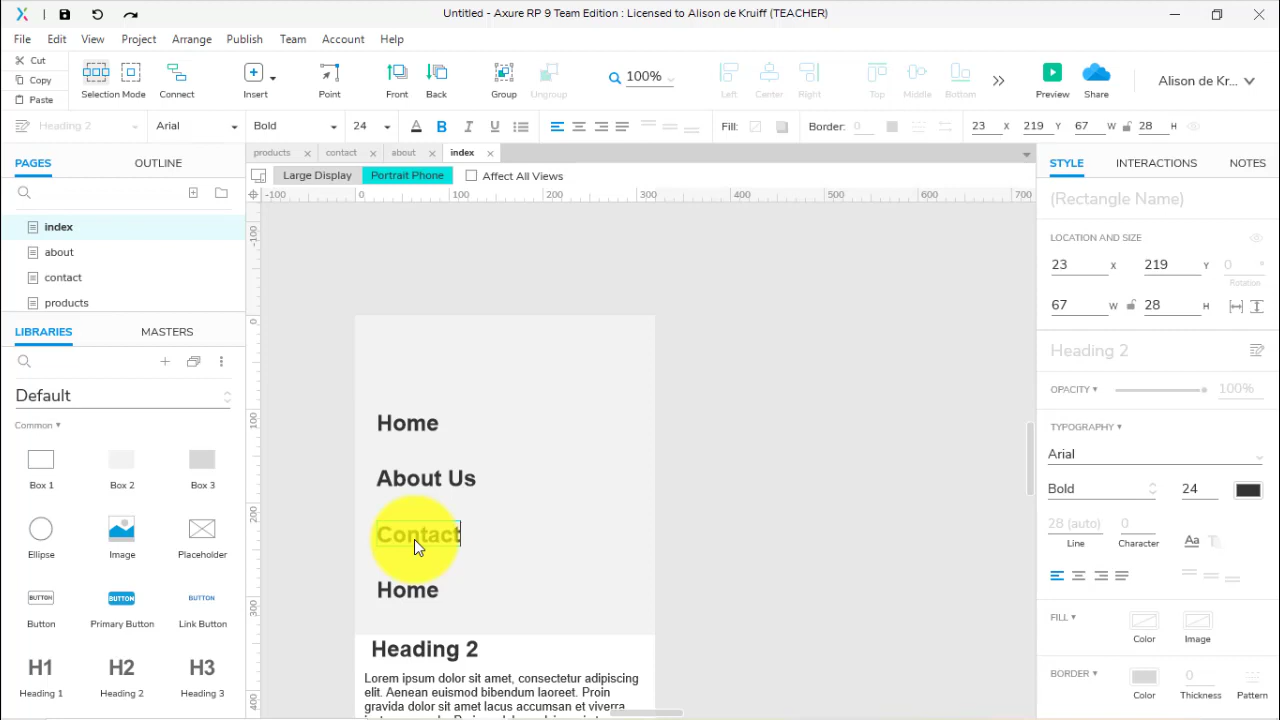 Untitled - Axure RP 9 Team Edition : Licensed to Alison de Kruiff (TEACHER)
File Edit View Project Arrange Publish Team Account Help
Cut
Copy
Paste
Selection Mode Connect Insert Point Front Back Group Ungroup 100% Left Center Right Top Middle Bottom Preview Share Alison de Kr...
Heading 2 Arial Bold 24 Fill: Border: 0 23 X 219 Y 67 W 28 H
PAGES OUTLINE
index
about
contact
products
LIBRARIES MASTERS
Default
Common
Box 1 Box 2 Box 3
Ellipse Image Placeholder
BUTTON BUTTON BUTTON
Button Primary Button Link Button
H1 H2 H3
Heading 1 Heading 2 Heading 3
products contact about index
Large Display Portrait Phone Affect All Views
-100 0 100 200 300 400 500 600 700
-100
0
100
200
300
400
Home
About Us
Contact
Home
Heading 2
Lorem ipsum dolor sit amet, consectetur adipiscing
elit. Aenean euismod bibendum laoreet. Proin
gravida dolor sit amet lacus accumsan et viverra
STYLE INTERACTIONS NOTES
(Rectangle Name)
LOCATION AND SIZE
23 X 219 Y 0 °
Rotation
67 W 28 H
Heading 2
OPACITY 100%
TYPOGRAPHY
Arial
Bold 24
28 (auto) 0 Aa
Line Character
FILL
Color Image
BORDER 0
Color Thickness Pattern